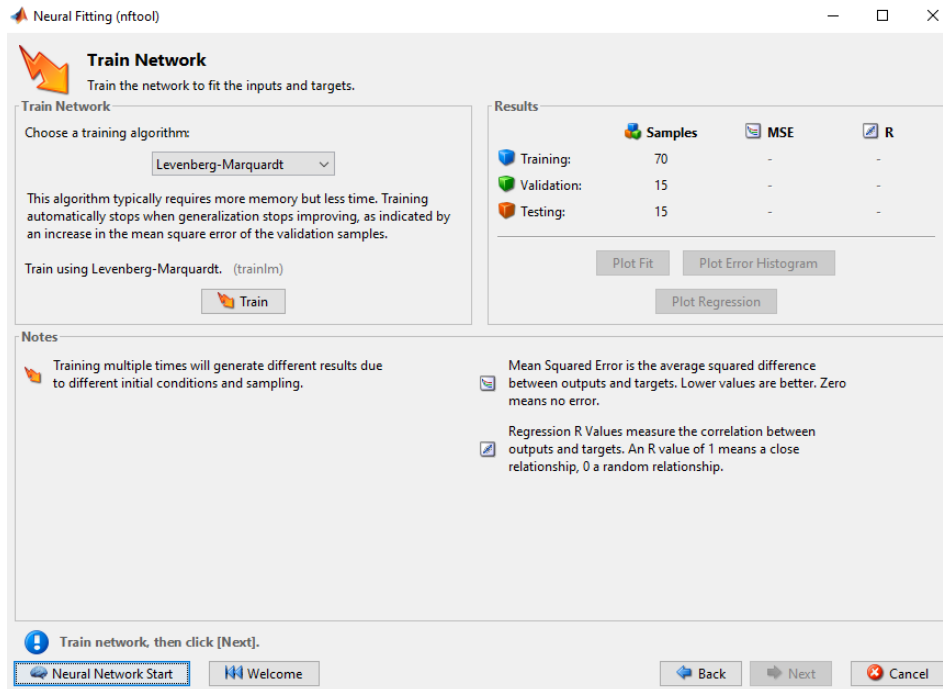 Neural Fitting (nftool)
Train Network
Train the network to fit the inputs and targets.
Train Network
Choose a training algorithm:
Levenberg-Marquardt
This algorithm typically requires more memory but less time. Training
automatically stops when generalization stops improving, as indicated by
an increase in the mean square error of the validation samples.
Train using Levenberg-Marquardt. (trainlm)
Train
Results
Samples MSE R
Training: 70 - -
Validation: 15 - -
Testing: 15 - -
Plot Fit Plot Error Histogram
Plot Regression
Notes
Training multiple times will generate different results due
to different initial conditions and sampling.
Mean Squared Error is the average squared difference
between outputs and targets. Lower values are better. Zero
means no error.
Regression R Values measure the correlation between
outputs and targets. An R value of 1 means a close
relationship, 0 a random relationship.
Train network, then click [Next].
Neural Network Start Welcome Back Next Cancel